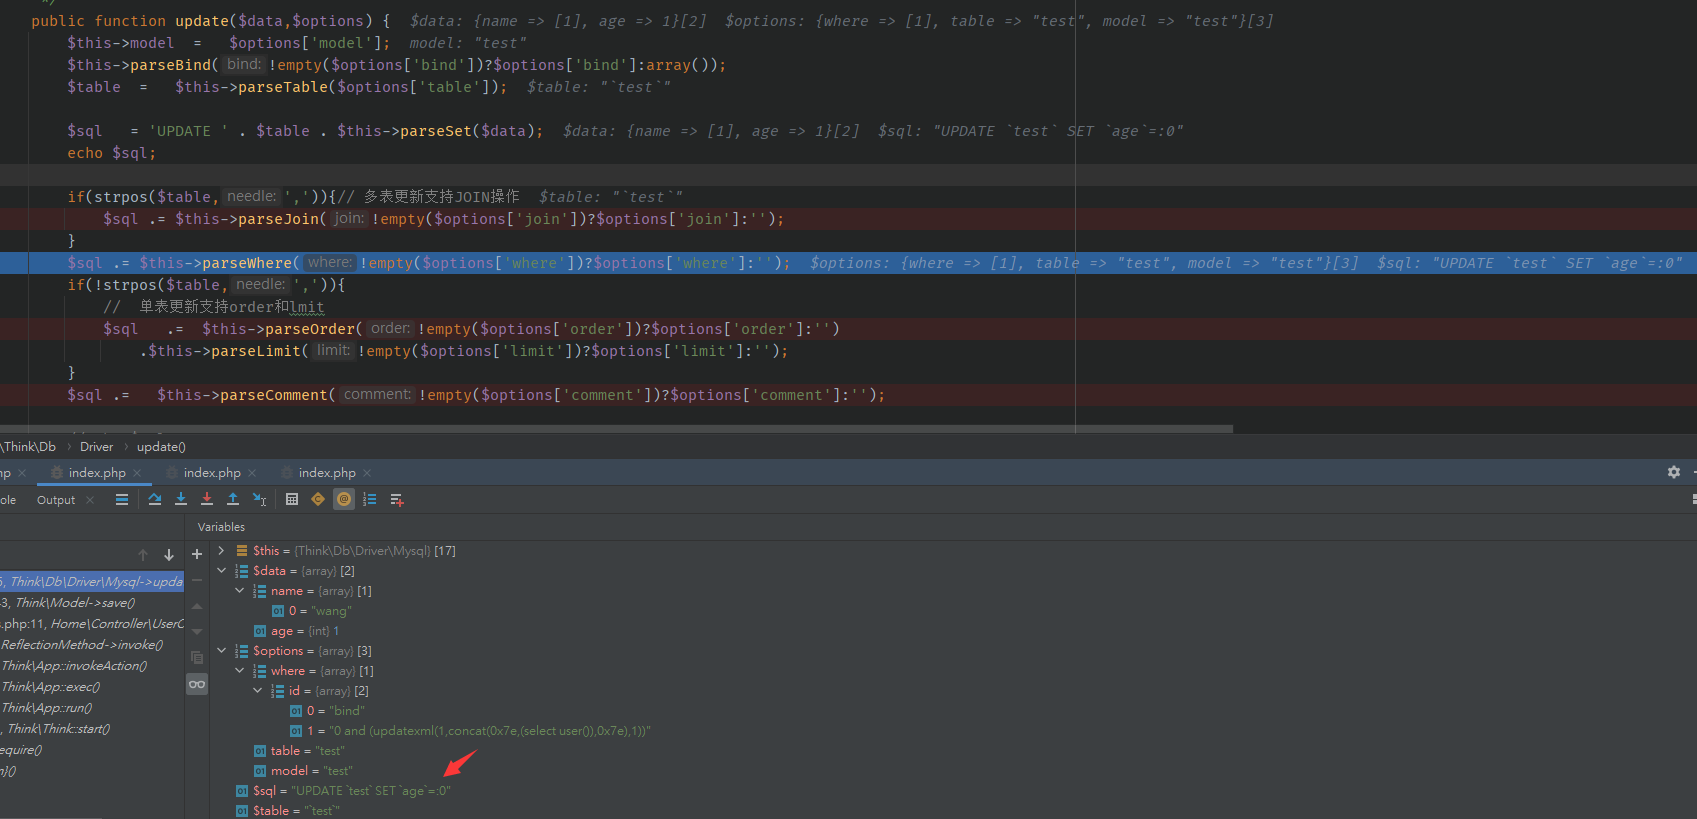 */
public function update($data,$options) {  $data: {name => [1], age => 1}[2]  $options: {where => [1], table => "test", model => "test"}[3]
$this->model  =   $options['model'];  model: "test"
$this->parseBind( bind: !empty($options['bind'])?$options['bind']:array());
$table  =   $this->parseTable($options['table']);  $table: "`test`"
$sql   = 'UPDATE ' . $table . $this->parseSet($data);  $data: {name => [1], age => 1}[2]  $sql: "UPDATE `test` SET `age`=:0"
echo $sql;
if(strpos($table, needle: ',')){// 多表更新支持JOIN操作  $table: "`test`"
$sql .= $this->parseJoin( join: !empty($options['join'])?$options['join']:'');
}
$sql .= $this->parseWhere( where: !empty($options['where'])?$options['where']:'');  $options: {where => [1], table => "test", model => "test"}[3]  $sql: "UPDATE `test` SET `age`=:0"
if(!strpos($table, needle: ',')){
//  单表更新支持order和lmit
$sql   .=  $this->parseOrder( order: !empty($options['order'])?$options['order']:'')
.$this->parseLimit( limit: !empty($options['limit'])?$options['limit']:'');
}
$sql .=   $this->parseComment( comment: !empty($options['comment'])?$options['comment']:'');
\Think\Db › Driver › update()
np × index.php × index.php × index.php ×
ole Output ×
Variables
$this = {Think\Db\Driver\Mysql} [17]
5, Think\Db\Driver\Mysql->upda
$data = {array} [2]
name = {array} [1]
43, Think\Model->save()
0 = "wang"
s.php:11, Home\Controller\UserC
age = {int} 1
ReflectionMethod->invoke()
$options = {array} [3]
Think\App::invokeAction()
where = {array} [1]
Think\App::exec()
id = {array} [2]
Think\App::run()
0 = "bind"
, Think\Think::start()
1 = "0 and (updatexml(1,concat(0x7e,(select user()),0x7e),1))"
equire()
table = "test"
n}()
model = "test"
$sql = "UPDATE `test` SET `age`=:0"
$table = "`test`"